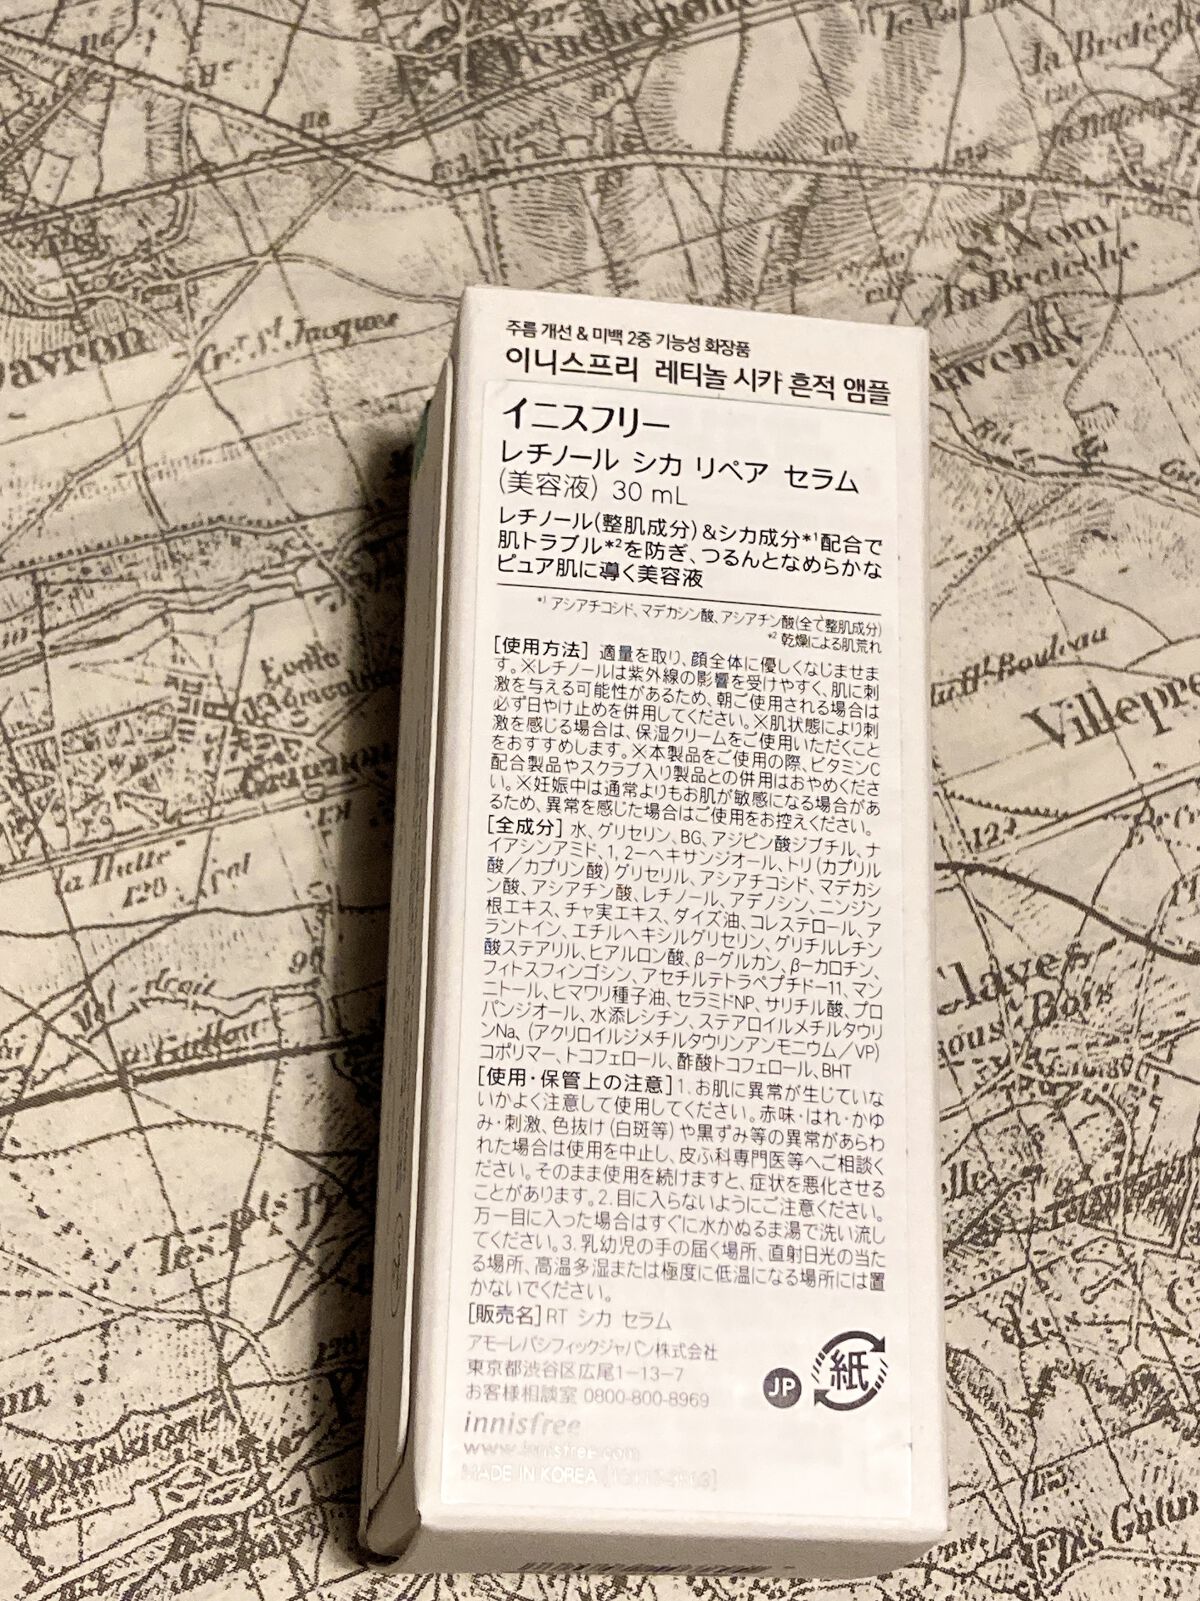 주름 개선 & 미백 2중 기능성 화장품
이니스프리 레티놀 시카 흔적 앰플
イニスフリー
レチノール シカ リペア セラム
(美容液) 30 mL
レチノール(整肌成分)&シカ成分*1配合で
肌トラブル*2を防ぎ、つるんとなめらかな
ピュア肌に導く美容液
*1 アシアチコシド、マデカシン酸、アシアチン酸(全て整肌成分)
*2 乾燥による肌荒れ
[使用方法] 適量を取り、顔全体に優しくなじませま
す。※レチノールは紫外線の影響を受けやすく、肌に刺
激を与える可能性があるため、朝ご使用される場合は
必ず日やけ止めを併用してください。※肌状態により刺
激を感じる場合は、保湿クリームをご使用いただくこと
をおすすめします。※本製品をご使用の際、ビタミンC
配合製品やスクラブ入り製品との併用はおやめくださ
い。※妊娠中は通常よりもお肌が敏感になる場合があ
るため、異常を感じた場合はご使用をお控えください。
[全成分] 水、グリセリン、BG、アジピン酸ジブチル、ナ
イアシンアミド、1,2-ヘキサンジオール、トリ(カプリル
酸/カプリン酸)グリセリル、アシアチコシド、マデカシ
ン酸、アシアチン酸、レチノール、アデノシン、ニンジン
根エキス、チャ実エキス、ダイズ油、コレステロール、ア
ラントイン、エチルヘキシルグリセリン、グリチルレチン
酸ステアリル、ヒアルロン酸、β-グルカン、β-カロチン、
フィトスフィンゴシン、アセチルテトラペプチド-11、マン
ニトール、ヒマワリ種子油、セラミドNP、サリチル酸、プロ
パンジオール、水添レシチン、ステアロイルメチルタウリ
ンNa、(アクリロイルジメチルタウリンアンモニウム/VP)
コポリマー、トコフェロール、酢酸トコフェロール、BHT
[使用・保管上の注意] 1. お肌に異常が生じていな
いかよく注意して使用してください。赤味・はれ・かゆ
み・刺激、色抜け(白斑等)や黒ずみ等の異常があらわ
れた場合は使用を中止し、皮ふ科専門医等へご相談く
ださい。そのまま使用を続けますと、症状を悪化させる
ことがあります。2. 目に入らないようにご注意ください。
万一目に入った場合はすぐに水かぬるま湯で洗い流し
てください。3. 乳幼児の手の届く場所、直射日光の当た
る場所、高温多湿または極度に低温になる場所には置
かないでください。
[販売名]RT シカ セラム
アモーレパシフィックジャパン株式会社
東京都渋谷区広尾1-13-7
お客様相談室 0800-800-8969
JP
紙
innisfree
www.innisfree.com
MADE IN KOREA
Gr. St. Jacques
St. Nom
la Bretèche
la Bretèche
Villepre
Clayes
sous-Bois
les
la Hutte
120
Val
droit